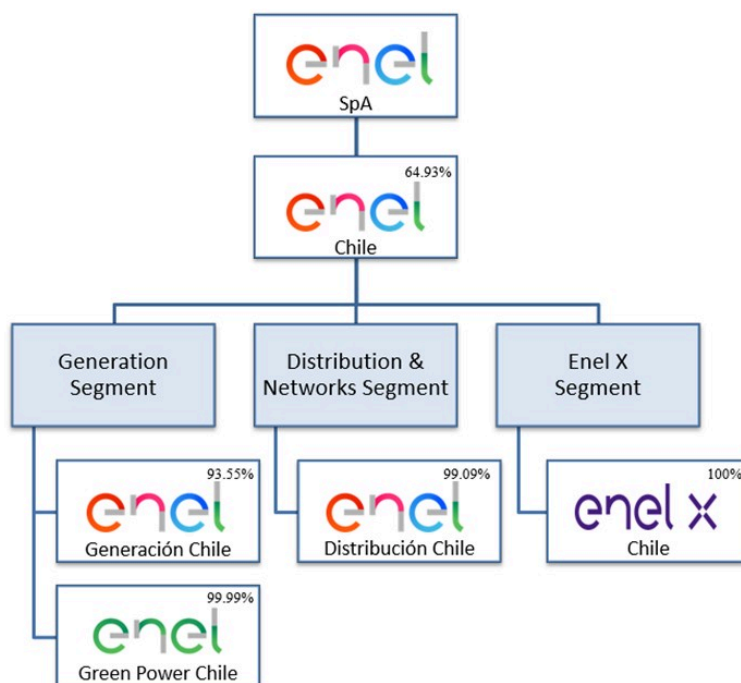 enel
SpA
64.93%
enel
Chile
Generation
Segment
Distribution &
Networks Segment
Enel X
Segment
93.55%
enel
Generación Chile
99.09%
enel
Distribución Chile
100%
enel x
Chile
99.99%
enel
Green Power Chile